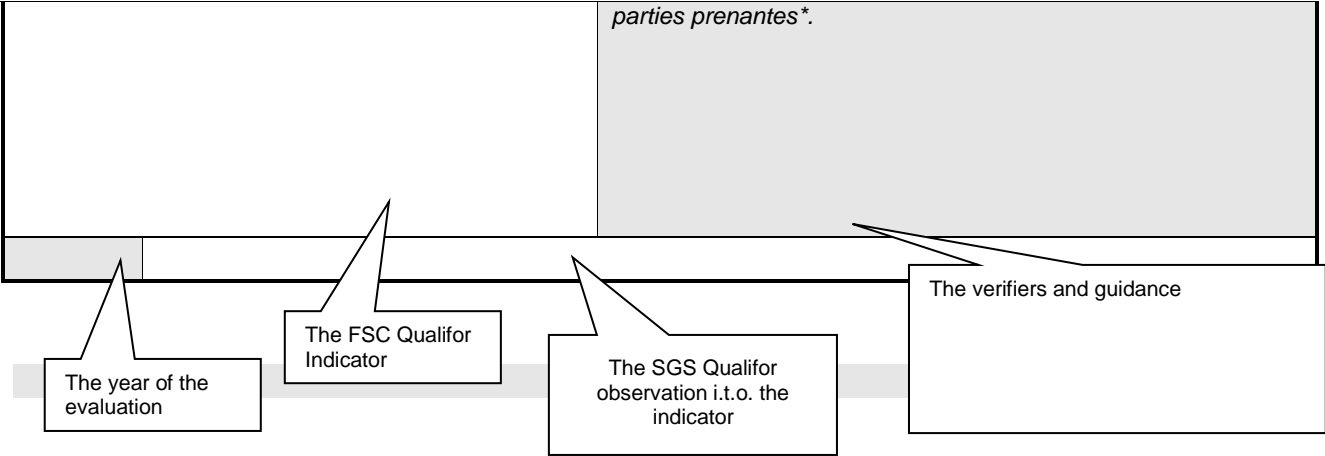 parties prenantes*.
The verifiers and guidance
The FSC Qualifor
Indicator
The SGS Qualifor
observation i.t.o. the
indicator
The year of the
evaluation